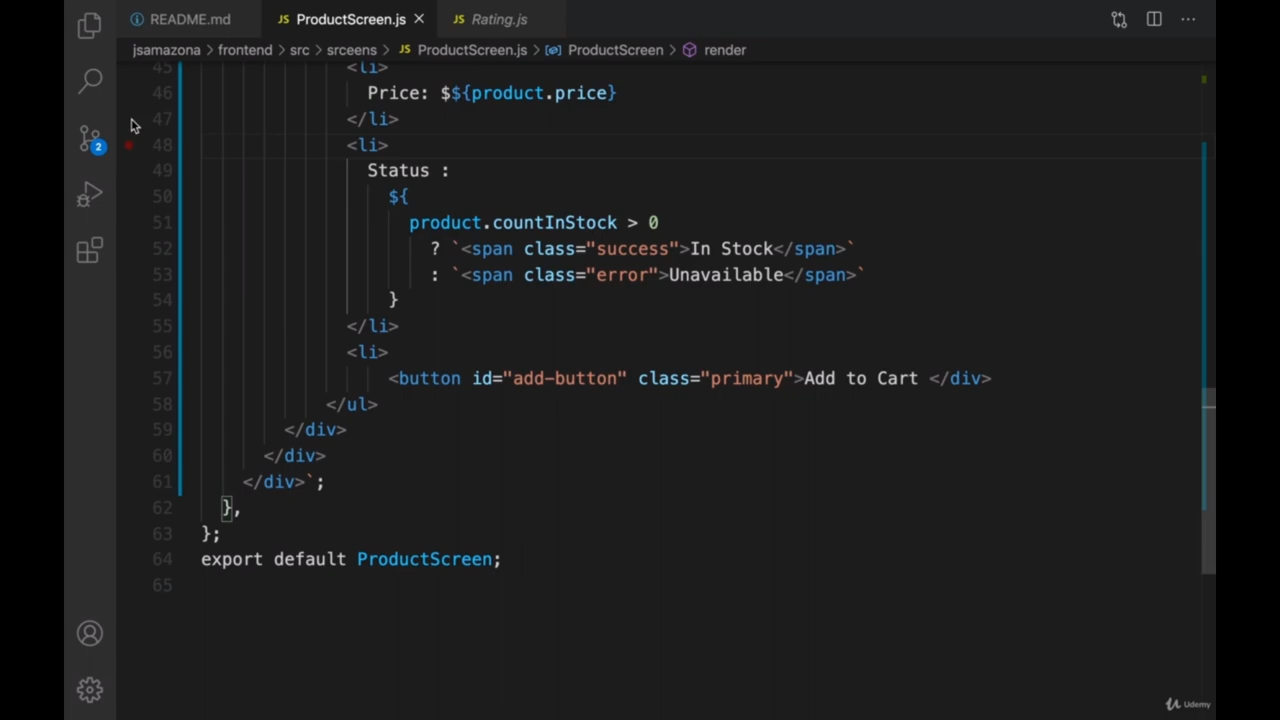 README.md
JS ProductScreen.js
JS Rating.js
jsamazona > frontend > src > srceens > JS ProductScreen.js > ProductScreen > render
45 <li>
46 Price: $${product.price}
47 </li>
48 <li>
49 Status :
50 ${
51 product.countInStock > 0
52 ? `<span class="success">In Stock</span>`
53 : `<span class="error">Unavailable</span>`
54 }
55 </li>
56 <li>
57 <button id="add-button" class="primary">Add to Cart </div>
58 </ul>
59 </div>
60 </div>
61 </div>`;
62 },
63 };
64 export default ProductScreen;
65
2
Udemy